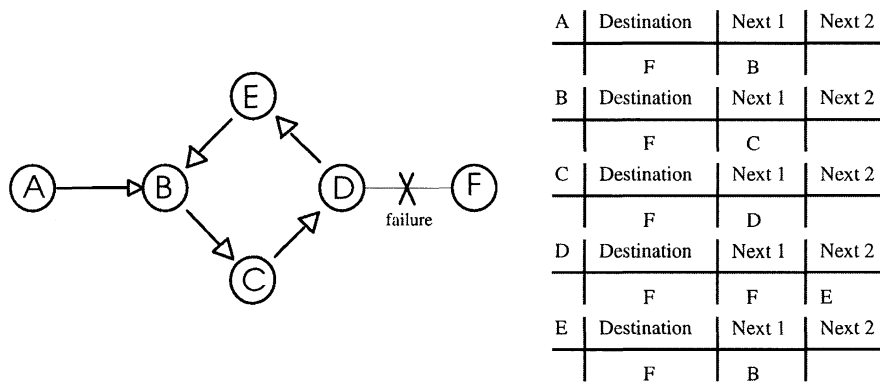 E
A
B
D
F
failure
C
A Destination Next 1 Next 2
F B
B Destination Next 1 Next 2
F C
C Destination Next 1 Next 2
F D
D Destination Next 1 Next 2
F F E
E Destination Next 1 Next 2
F B